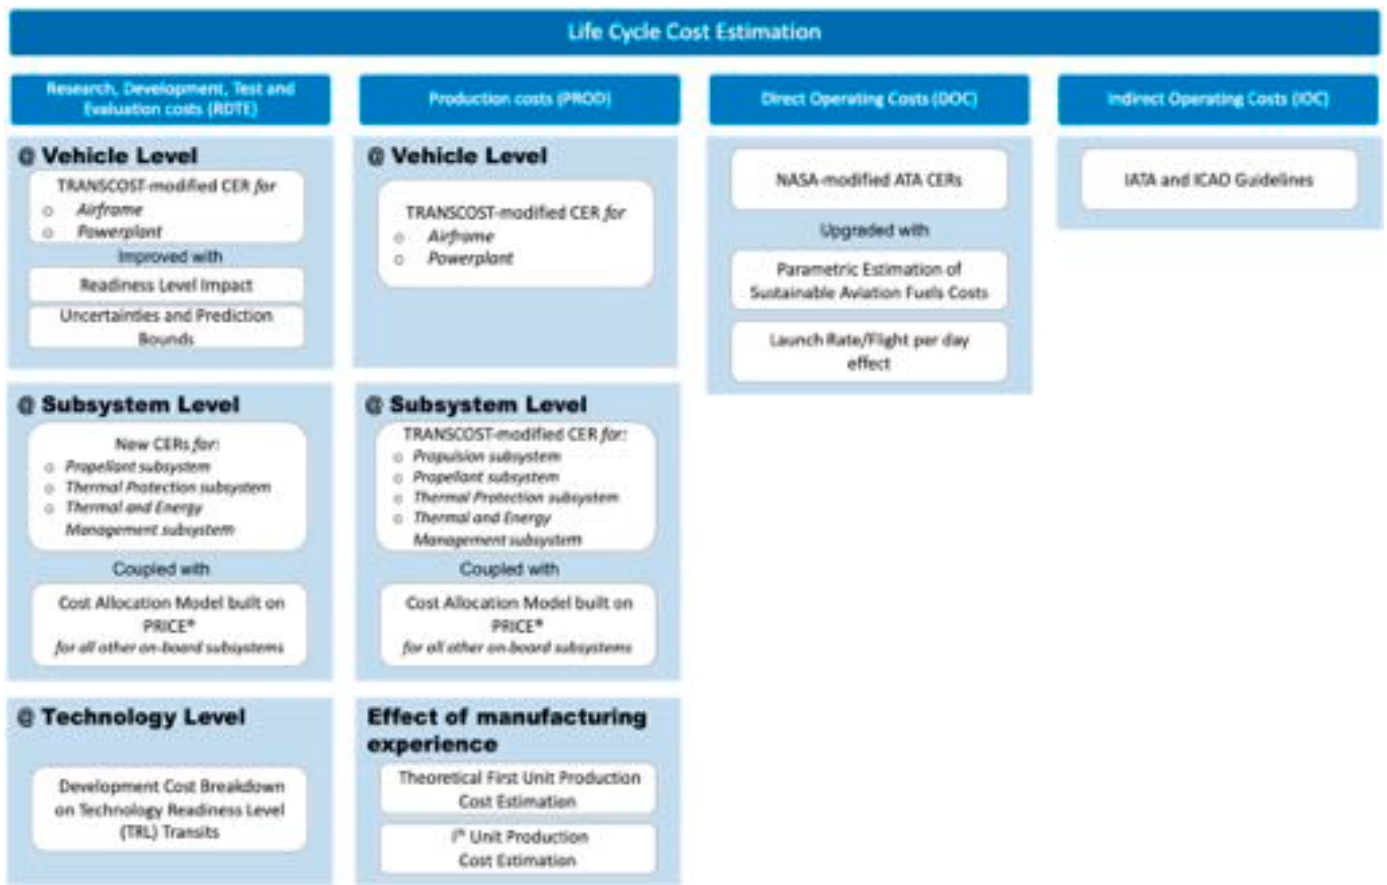 Life Cycle Cost Estimation
Research, Development, Test and
Evaluation costs (RDTE)
@ Vehicle Level
TRANSCOST-modified CER for
o Airframe
o Powerplant
Improved with
Readiness Level Impact
Uncertainties and Prediction
Bounds
@ Subsystem Level
New CERs for:
o Propellant subsystem
o Thermal Protection subsystem
o Thermal and Energy
Management subsystem
Coupled with
Cost Allocation Model built on
PRICE®
for all other on-board subsystems
@ Technology Level
Development Cost Breakdown
on Technology Readiness Level
(TRL) Transits
Production costs (PROD)
@ Vehicle Level
TRANSCOST-modified CER for
o Airframe
o Powerplant
@ Subsystem Level
TRANSCOST-modified CER for:
o Propulsion subsystem
o Propellant subsystem
o Thermal Protection subsystem
o Thermal and Energy
Management subsystem
Coupled with
Cost Allocation Model built on
PRICE®
for all other on-board subsystems
Effect of manufacturing
experience
Theoretical First Unit Production
Cost Estimation
Iᵗʰ Unit Production
Cost Estimation
Direct Operating Costs (DOC)
NASA-modified ATA CERs
Upgraded with
Parametric Estimation of
Sustainable Aviation Fuels Costs
Launch Rate/Flight per day
effect
Indirect Operating Costs (IOC)
IATA and ICAO Guidelines